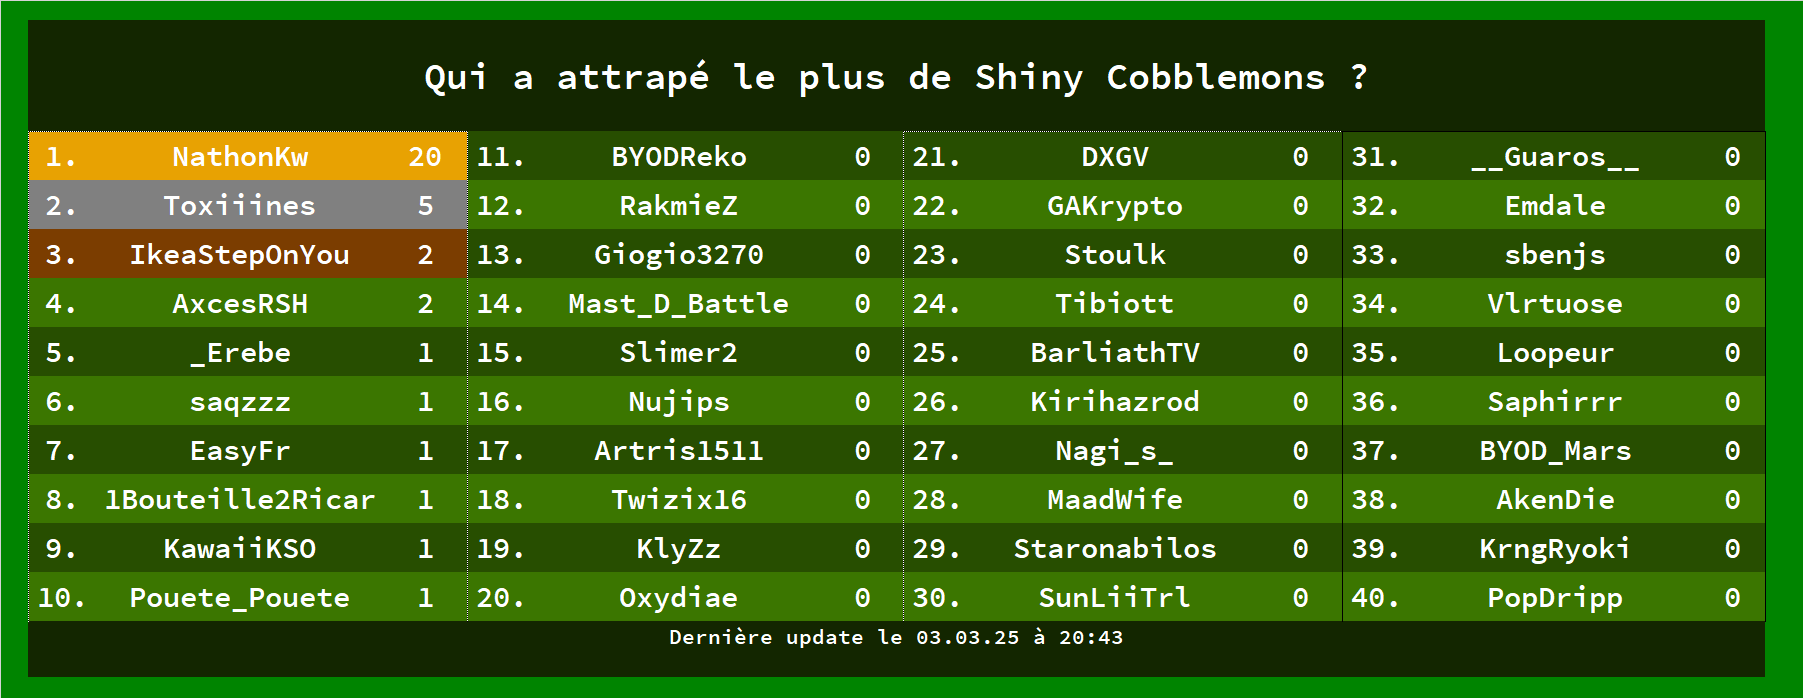 Qui a attrapé le plus de Shiny Cobblemons ?
1. NathonKw 20
2. Toxiiines 5
3. IkeaStepOnYou 2
4. AxcesRSH 2
5. _Erebe 1
6. saqzzz 1
7. EasyFr 1
8. 1Bouteille2Ricar 1
9. KawaiiKSO 1
10. Pouete_Pouete 1
11. BYODReko 0
12. RakmieZ 0
13. Giogio3270 0
14. Mast_D_Battle 0
15. Slimer2 0
16. Nujips 0
17. Artris1511 0
18. Twizix16 0
19. KlyZz 0
20. Oxydiae 0
21. DXGV 0
22. GAKrypto 0
23. Stoulk 0
24. Tibiott 0
25. BarliathTV 0
26. Kirihazrod 0
27. Nagi_s_ 0
28. MaadWife 0
29. Staronabilos 0
30. SunLiiTrl 0
31. __Guaros__ 0
32. Emdale 0
33. sbenjs 0
34. Vlrtuose 0
35. Loopeur 0
36. Saphirrr 0
37. BYOD_Mars 0
38. AkenDie 0
39. KrngRyoki 0
40. PopDripp 0
Dernière update le 03.03.25 à 20:43